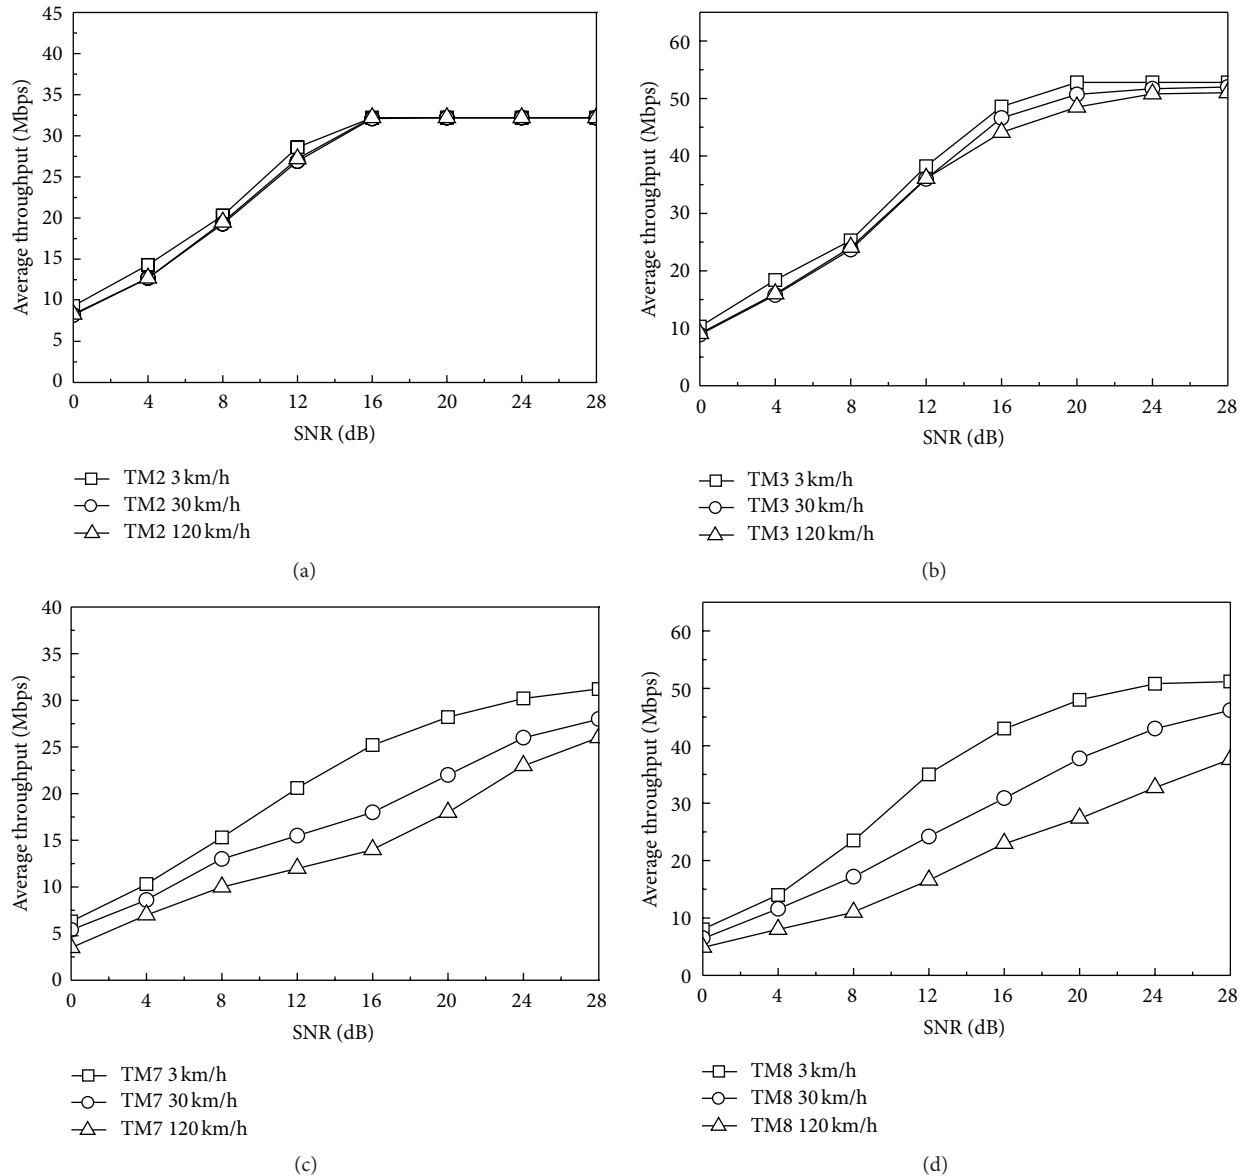 45
40
35
30
25
20
15
10
5
0
Average throughput (Mbps)
0 4 8 12 16 20 24 28
SNR (dB)
TM2 3 km/h
TM2 30 km/h
TM2 120 km/h
(a)
60
50
40
30
20
10
0
Average throughput (Mbps)
0 4 8 12 16 20 24 28
SNR (dB)
TM3 3 km/h
TM3 30 km/h
TM3 120 km/h
(b)
40
35
30
25
20
15
10
5
0
Average throughput (Mbps)
0 4 8 12 16 20 24 28
SNR (dB)
TM7 3 km/h
TM7 30 km/h
TM7 120 km/h
(c)
60
50
40
30
20
10
0
Average throughput (Mbps)
0 4 8 12 16 20 24 28
SNR (dB)
TM8 3 km/h
TM8 30 km/h
TM8 120 km/h
(d)